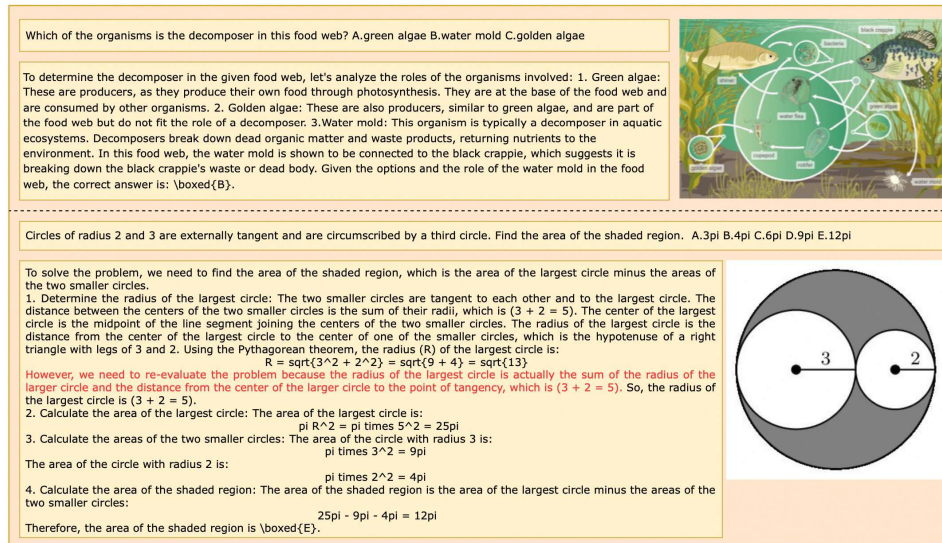 Which of the organisms is the decomposer in this food web? A.green algae B.water mold C.golden algae
To determine the decomposer in the given food web, let's analyze the roles of the organisms involved: 1. Green algae:
These are producers, as they produce their own food through photosynthesis. They are at the base of the food web and
are consumed by other organisms. 2. Golden algae: These are also producers, similar to green algae, and are part of
the food web but do not fit the role of a decomposer. 3.Water mold: This organism is typically a decomposer in aquatic
ecosystems. Decomposers break down dead organic matter and waste products, returning nutrients to the
environment. In this food web, the water mold is shown to be connected to the black crappie, which suggests it is
breaking down the black crappie's waste or dead body. Given the options and the role of the water mold in the food
web, the correct answer is: \boxed{B}.
black crappie
bacteria
shiner
green algae
water flea
golden algae
copepod
rotifer
water mold
Circles of radius 2 and 3 are externally tangent and are circumscribed by a third circle. Find the area of the shaded region. A.3pi B.4pi C.6pi D.9pi E.12pi
To solve the problem, we need to find the area of the shaded region, which is the area of the largest circle minus the areas of
the two smaller circles.
1. Determine the radius of the largest circle: The two smaller circles are tangent to each other and to the largest circle. The
distance between the centers of the two smaller circles is the sum of their radii, which is (3 + 2 = 5). The center of the largest
circle is the midpoint of the line segment joining the centers of the two smaller circles. The radius of the largest circle is the
distance from the center of the largest circle to the center of one of the smaller circles, which is the hypotenuse of a right
triangle with legs of 3 and 2. Using the Pythagorean theorem, the radius (R) of the largest circle is:
R = sqrt{3^2 + 2^2} = sqrt{9 + 4} = sqrt{13}
However, we need to re-evaluate the problem because the radius of the largest circle is actually the sum of the radius of the
larger circle and the distance from the center of the larger circle to the point of tangency, which is (3 + 2 = 5). So, the radius of
the largest circle is (3 + 2 = 5).
2. Calculate the area of the largest circle: The area of the largest circle is:
pi R^2 = pi times 5^2 = 25pi
3. Calculate the areas of the two smaller circles: The area of the circle with radius 3 is:
pi times 3^2 = 9pi
The area of the circle with radius 2 is:
pi times 2^2 = 4pi
4. Calculate the area of the shaded region: The area of the shaded region is the area of the largest circle minus the areas of the
two smaller circles:
25pi - 9pi - 4pi = 12pi
Therefore, the area of the shaded region is \boxed{E}.
3
2